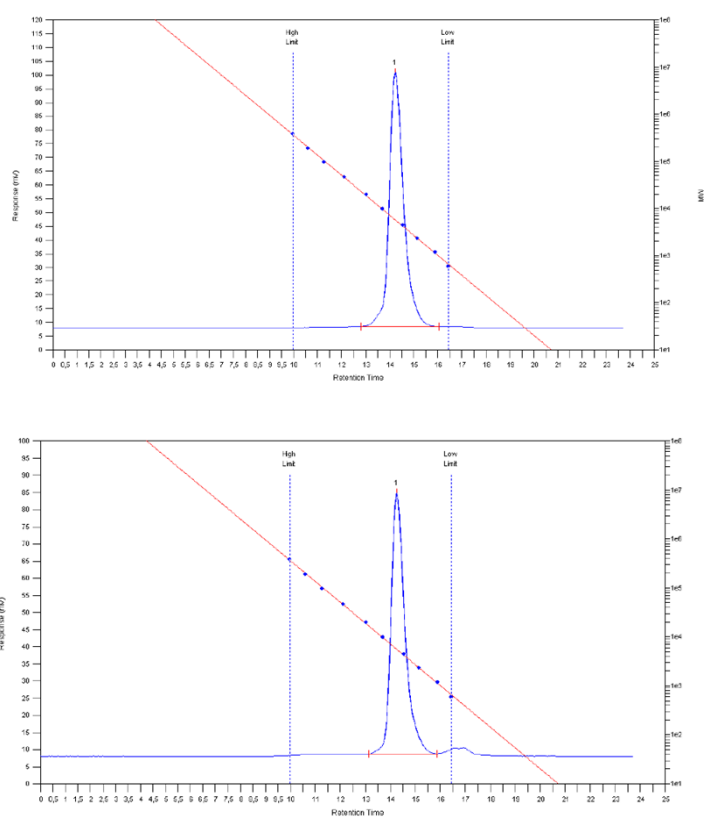 120
115
110
105
100
95
90
85
80
75
70
65
60
55
50
45
40
35
30
25
20
15
10
5
0
Response (mV)
High
Limit
1
Low
Limit
1e8
1e7
1e6
1e5
1e4
1e3
1e2
1e1
MW
0 0,5 1 1,5 2 2,5 3 3,5 4 4,5 5 5,5 6 6,5 7 7,5 8 8,5 9 9,5 10 11 12 13 14 15 16 17 18 19 20 21 22 23 24 25
Retention Time
100
95
90
85
80
75
70
65
60
55
50
45
40
35
30
25
20
15
10
5
0
Response (mV)
High
Limit
1
Low
Limit
1e8
1e7
1e6
1e5
1e4
1e3
1e2
1e1
0 0,5 1 1,5 2 2,5 3 3,5 4 4,5 5 5,5 6 6,5 7 7,5 8 8,5 9 9,5 10 11 12 13 14 15 16 17 18 19 20 21 22 23 24 25
Retention Time